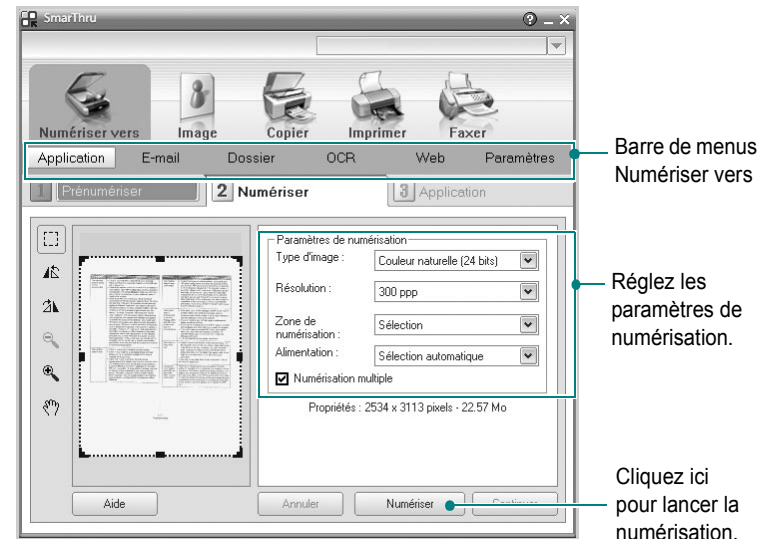 SmarThru
Numériser vers Image Copier Imprimer Faxer
Application E-mail Dossier OCR Web Paramètres
1 Prénumériser 2 Numériser 3 Application
Paramètres de numérisation
Type d'image : Couleur naturelle (24 bits)
Résolution : 300 ppp
Zone de
numérisation : Sélection
Alimentation : Sélection automatique
Numérisation multiple
Propriétés : 2534 x 3113 pixels - 22.57 Mo
Aide Annuler Numériser Continuer
Barre de menus
Numériser vers
Réglez les
paramètres de
numérisation.
Cliquez ici
pour lancer la
numérisation.